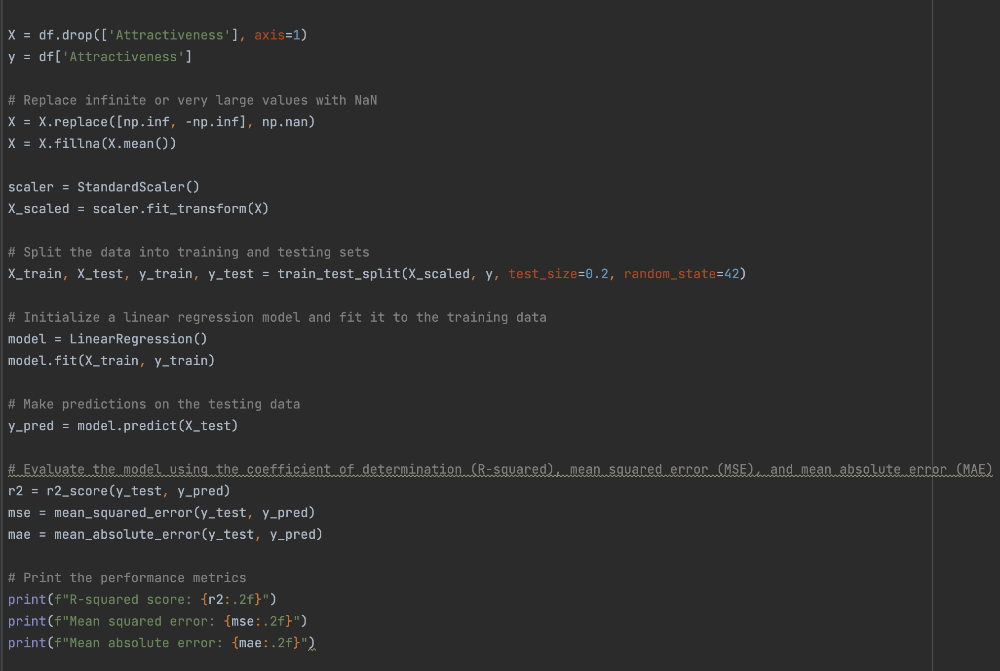 X = df.drop(['Attractiveness'], axis=1)
y = df['Attractiveness']
# Replace infinite or very large values with NaN
X = X.replace([np.inf, -np.inf], np.nan)
X = X.fillna(X.mean())
scaler = StandardScaler()
X_scaled = scaler.fit_transform(X)
# Split the data into training and testing sets
X_train, X_test, y_train, y_test = train_test_split(X_scaled, y, test_size=0.2, random_state=42)
# Initialize a linear regression model and fit it to the training data
model = LinearRegression()
model.fit(X_train, y_train)
# Make predictions on the testing data
y_pred = model.predict(X_test)
# Evaluate the model using the coefficient of determination (R-squared), mean squared error (MSE), and mean absolute error (MAE)
r2 = r2_score(y_test, y_pred)
mse = mean_squared_error(y_test, y_pred)
mae = mean_absolute_error(y_test, y_pred)
# Print the performance metrics
print(f"R-squared score: {r2:.2f}")
print(f"Mean squared error: {mse:.2f}")
print(f"Mean absolute error: {mae:.2f}")